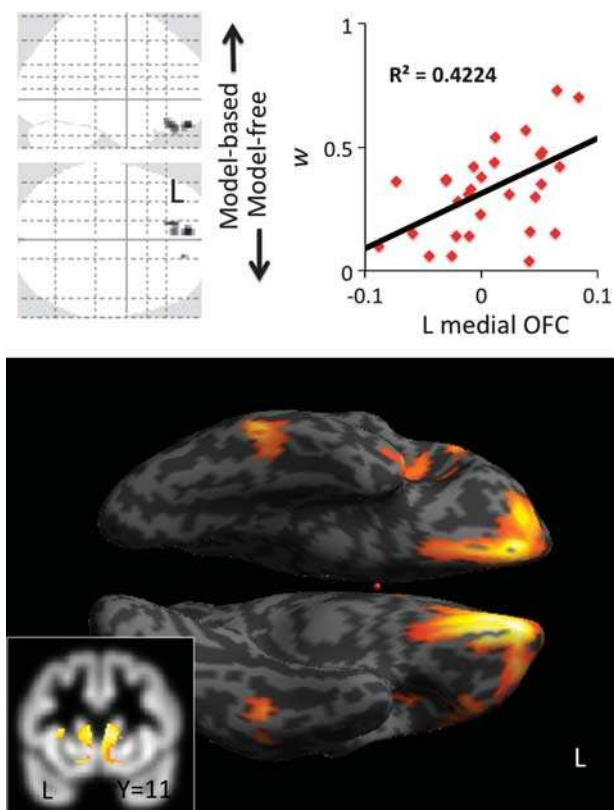 L
Model-based
Model-free
w
1
0.5
0
R² = 0.4224
-0.1
0
0.1
L medial OFC
L
Y=11
L